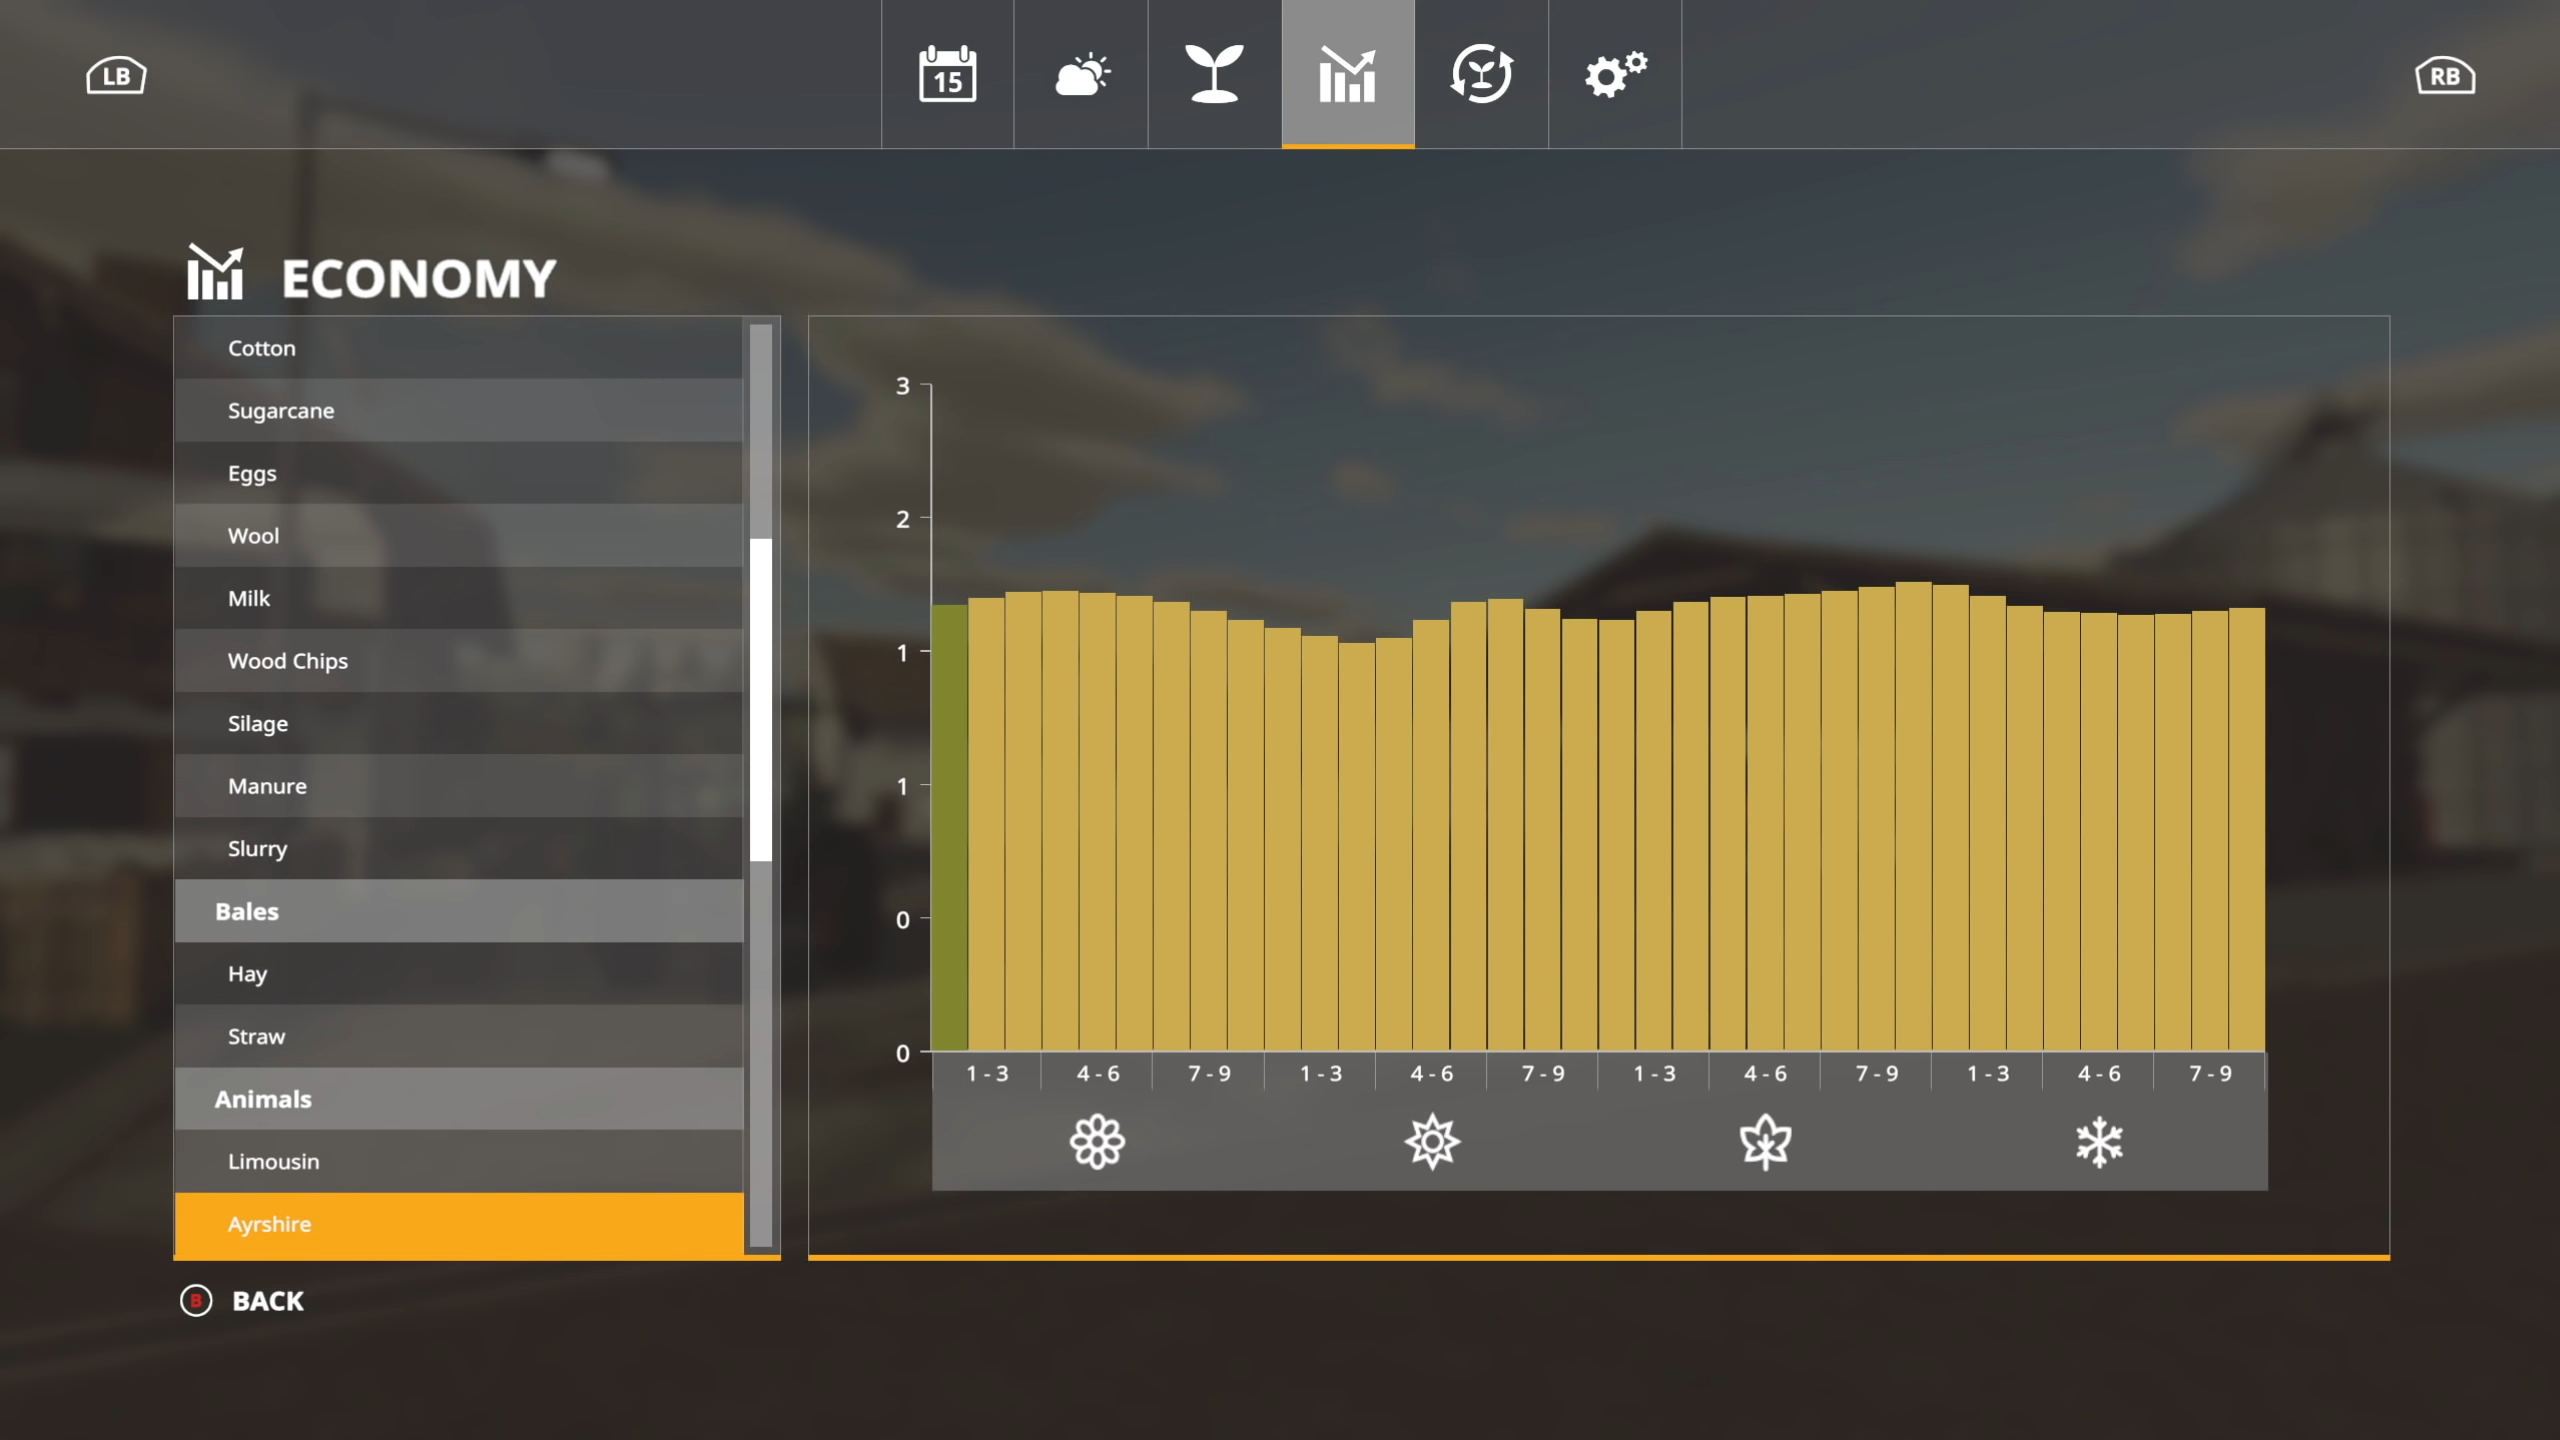 LB
15
RB
ECONOMY
Cotton
Sugarcane
Eggs
Wool
Milk
Wood Chips
Silage
Manure
Slurry
Bales
Hay
Straw
Animals
Limousin
Ayrshire
3
2
1
1
0
0
1 - 3 4 - 6 7 - 9 1 - 3 4 - 6 7 - 9 1 - 3 4 - 6 7 - 9 1 - 3 4 - 6 7 - 9
B BACK